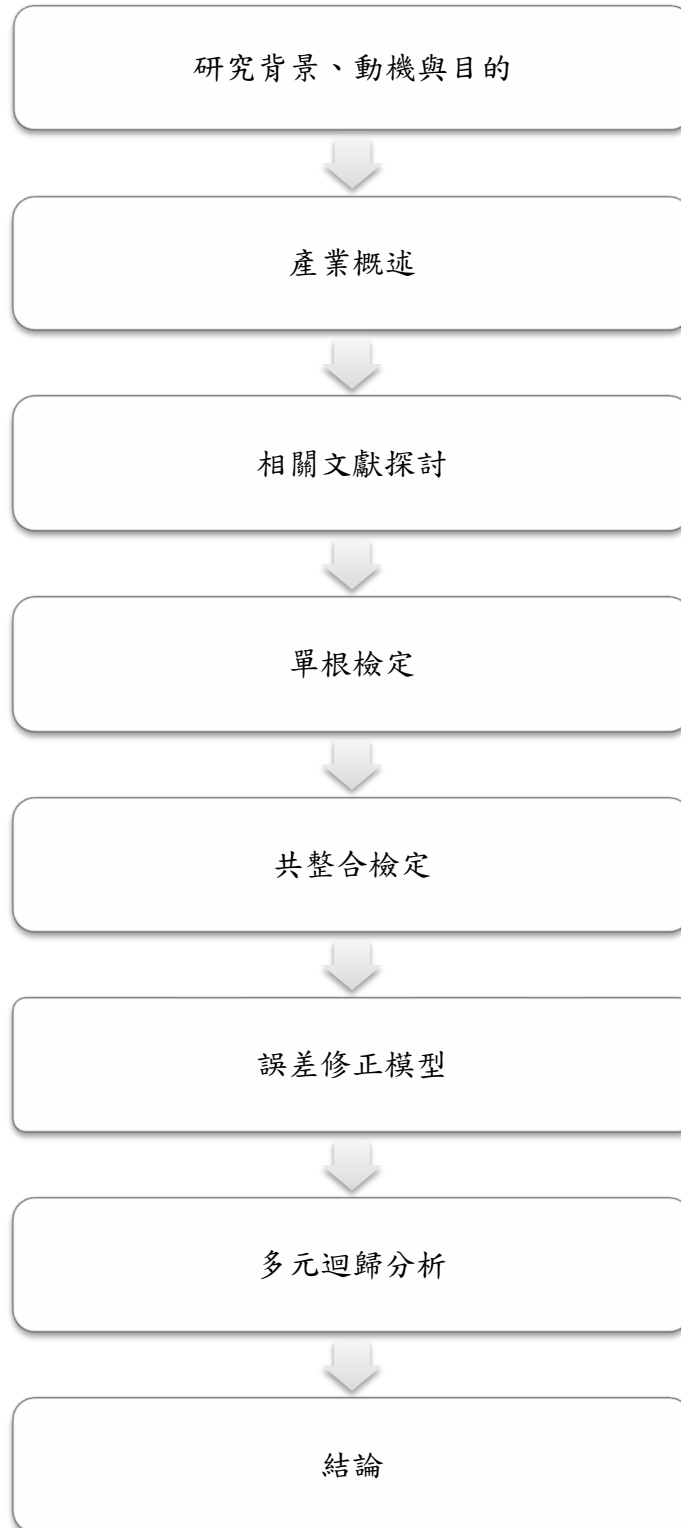 研究背景、動機與目的
產業概述
相關文獻探討
單根檢定
共整合檢定
誤差修正模型
多元迴歸分析
結論